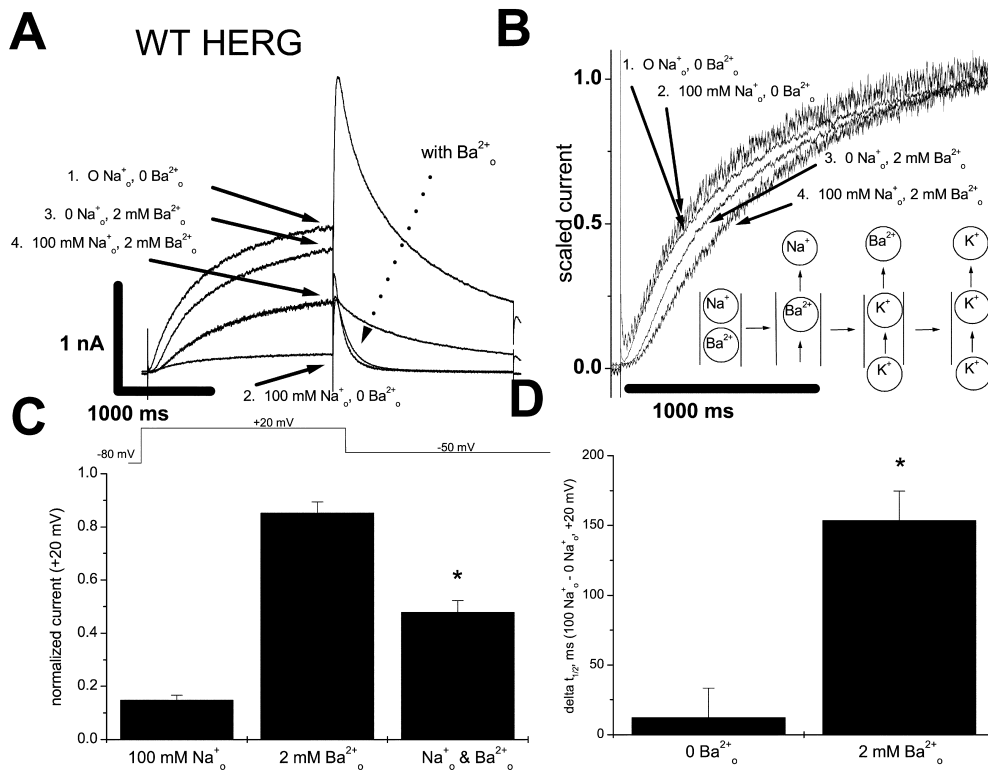 A
WT HERG
with Ba²⁺ₒ
1. O Na⁺ₒ, 0 Ba²⁺ₒ
3. 0 Na⁺ₒ, 2 mM Ba²⁺ₒ
4. 100 mM Na⁺ₒ, 2 mM Ba²⁺ₒ
1 nA
2. 100 mM Na⁺ₒ, 0 Ba²⁺ₒ
1000 ms
B
scaled current
1.0
0.5
0.0
1. O Na⁺ₒ, 0 Ba²⁺ₒ
2. 100 mM Na⁺ₒ, 0 Ba²⁺ₒ
3. 0 Na⁺ₒ, 2 mM Ba²⁺ₒ
4. 100 mM Na⁺ₒ, 2 mM Ba²⁺ₒ
Na⁺ Ba²⁺ K⁺
Na⁺ Ba²⁺ K⁺ K⁺
Ba²⁺ K⁺ K⁺
1000 ms
C
-80 mV
+20 mV
-50 mV
normalized current (+20 mV)
1.0
0.8
0.6
0.4
0.2
0.0
*
100 mM Na⁺ₒ
2 mM Ba²⁺ₒ
Na⁺ₒ & Ba²⁺ₒ
D
delta t₁/₂, ms (100 Na⁺ₒ - 0 Na⁺ₒ, +20 mV)
200
150
100
50
0
*
0 Ba²⁺ₒ
2 mM Ba²⁺ₒ